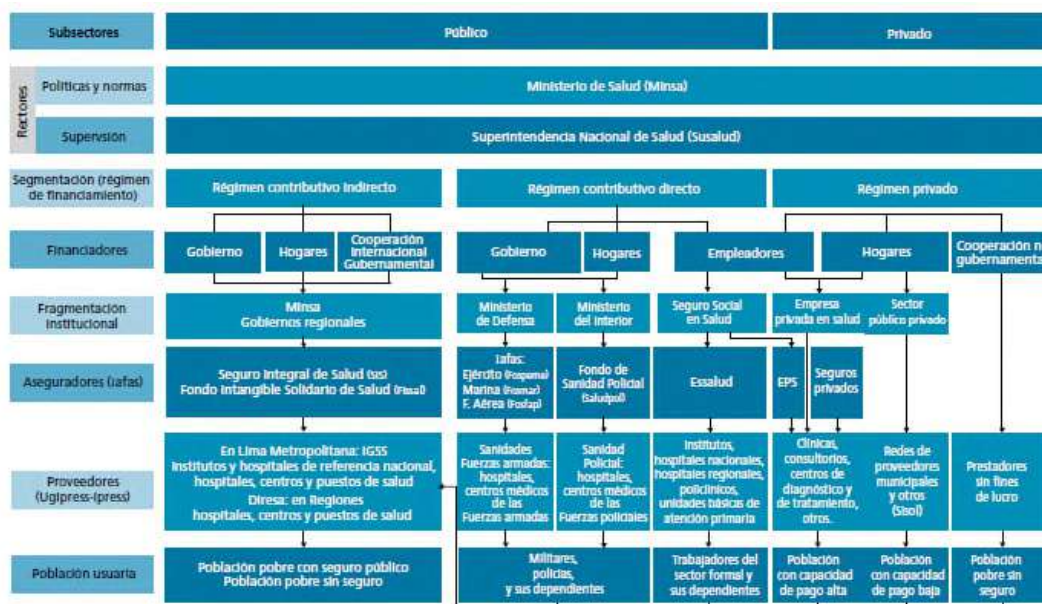 Subsectores
Público
Privado
Rectores
Políticas y normas
Ministerio de Salud (Minsa)
Supervisión
Superintendencia Nacional de Salud (Susalud)
Segmentación (régimen
de financiamiento)
Régimen contributivo indirecto
Régimen contributivo directo
Régimen privado
Financiadores
Gobierno
Hogares
Cooperación
Internacional
Gubernamental
Gobierno
Hogares
Empleadores
Hogares
Cooperación n
gubernamenta
Fragmentación
institucional
Minsa
Gobiernos regionales
Ministerio
de Defensa
Ministerio
del Interior
Seguro Social
en Salud
Empresa
privada en salud
Sector
público privado
Aseguradores (Iafas)
Seguro Integral de Salud (SIS)
Fondo Intangible Solidario de Salud (Fissal)
Iafas:
Ejército (Fospeme)
Marina (Fosmar)
F. Aérea (Fosfap)
Fondo de
Sanidad Policial
(Saludpol)
Essalud
EPS
Seguros
privados
Proveedores
(Ugipress-Ipress)
En Lima Metropolitana: IGSS
Institutos y hospitales de referencia nacional,
hospitales, centros y puestos de salud
Diresa: en Regiones
hospitales, centros y puestos de salud
Sanidades
Fuerzas armadas:
hospitales,
centros médicos
de las
Fuerzas armadas
Sanidad
Policial:
hospitales,
centros médicos
de las
Fuerzas policiales
Institutos,
hospitales nacionales,
hospitales regionales,
policlínicos,
unidades básicas de
atención primaria
Clínicas,
consultorios,
centros de
diagnóstico y
de tratamiento,
otros.
Redes de
proveedores
municipales
y otros
(Sisol)
Prestadores
sin fines
de lucro
Población usuaria
Población pobre con seguro público
Población pobre sin seguro
Militares,
policías,
y sus dependientes
Trabajadores del
sector formal y
sus dependientes
Población
con capacidad
de pago alta
Población
con capacidad
de pago baja
Población
pobre sin
seguro